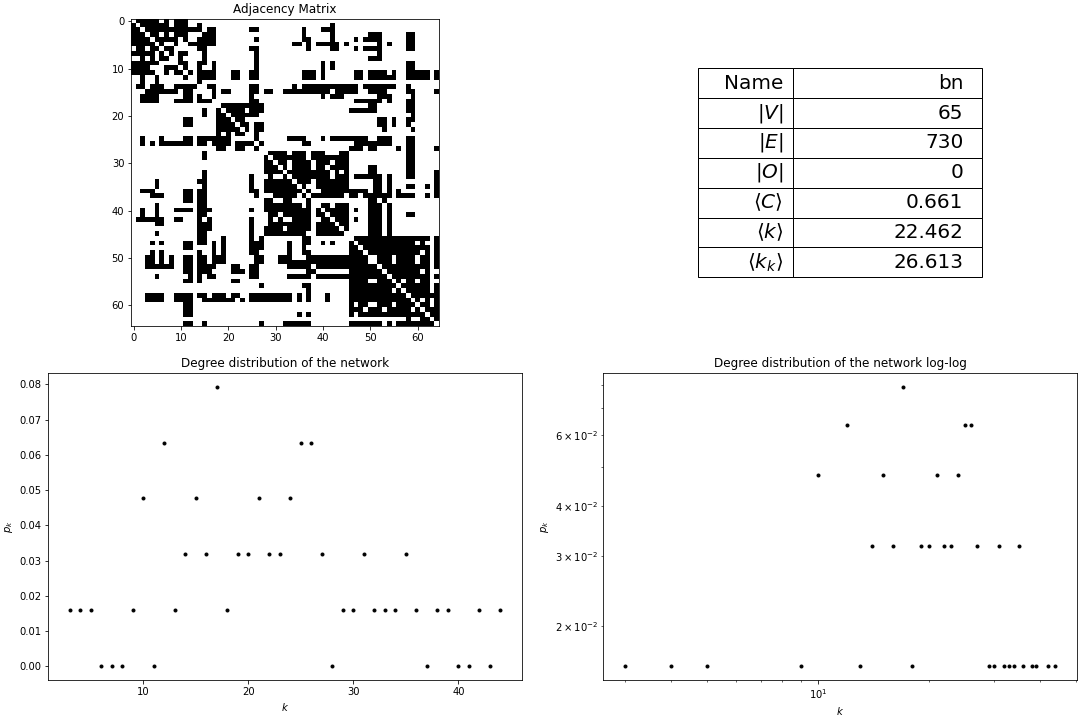 Adjacency Matrix
0
10
20
30
40
50
60
0 10 20 30 40 50 60
Name bn
|V| 65
|E| 730
|O| 0
⟨C⟩ 0.661
⟨k⟩ 22.462
⟨k_k⟩ 26.613
Degree distribution of the network
0.08
0.07
0.06
0.05
0.04
0.03
0.02
0.01
0.00
p_k
10 20 30 40
k
Degree distribution of the network log-log
6 × 10⁻²
4 × 10⁻²
3 × 10⁻²
2 × 10⁻²
p_k
10¹
k